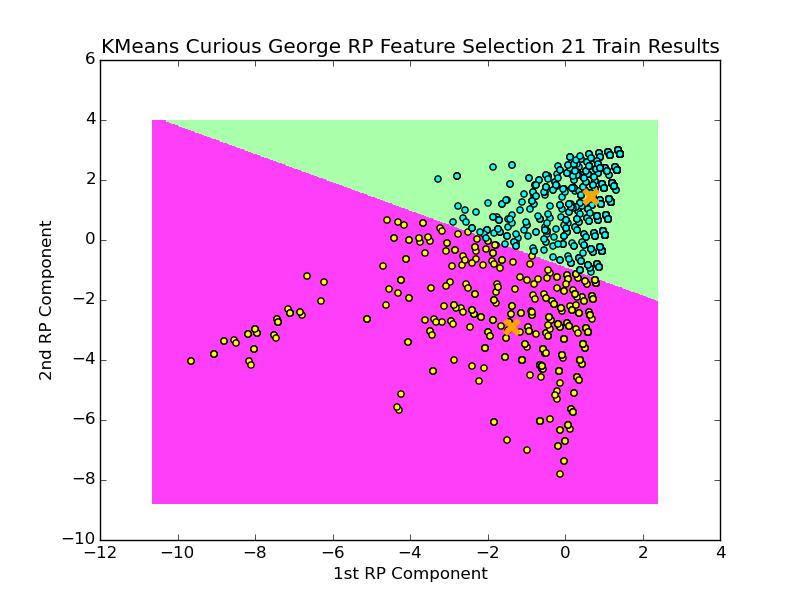 KMeans Curious George RP Feature Selection 21 Train Results
6
4
2
0
−2
−4
−6
−8
−10
2nd RP Component
−12 −10 −8 −6 −4 −2 0 2 4
1st RP Component